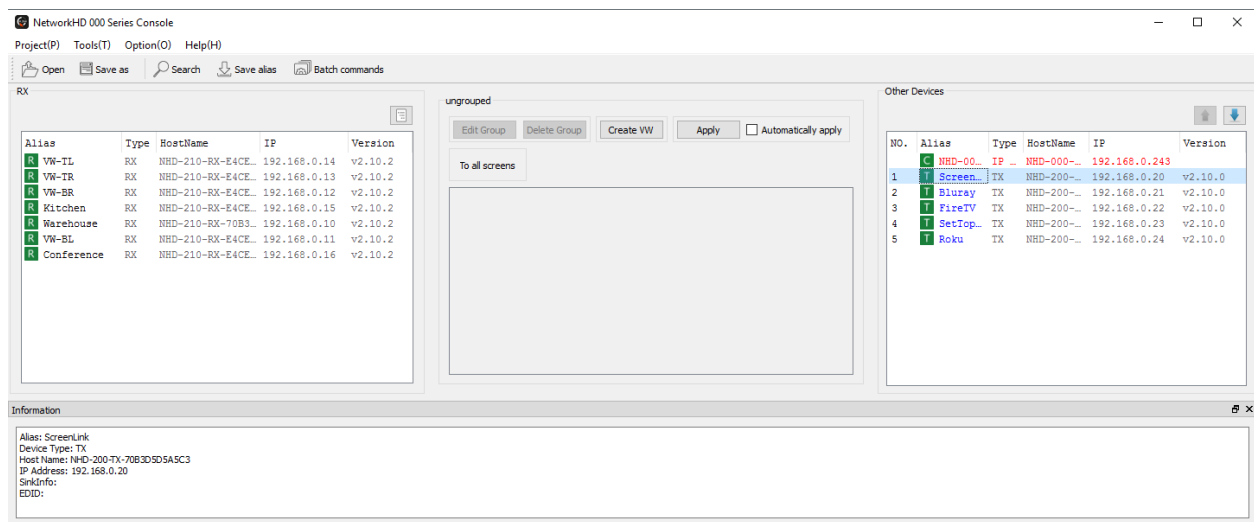 NetworkHD 000 Series Console
Project(P) Tools(T) Option(O) Help(H)
Open Save as Search Save alias Batch commands
RX
Alias Type HostName IP Version
R VW-TL RX NHD-210-RX-E4CE… 192.168.0.14 v2.10.2
R VW-TR RX NHD-210-RX-E4CE… 192.168.0.13 v2.10.2
R VW-BR RX NHD-210-RX-E4CE… 192.168.0.12 v2.10.2
R Kitchen RX NHD-210-RX-E4CE… 192.168.0.15 v2.10.2
R Warehouse RX NHD-210-RX-70B3… 192.168.0.10 v2.10.2
R VW-BL RX NHD-210-RX-E4CE… 192.168.0.11 v2.10.2
R Conference RX NHD-210-RX-E4CE… 192.168.0.16 v2.10.2
ungrouped
Edit Group Delete Group Create VW Apply Automatically apply
To all screens
Other Devices
NO. Alias Type HostName IP Version
C NHD-00… IP … NHD-000-… 192.168.0.243
1 T Screen… TX NHD-200-… 192.168.0.20 v2.10.0
2 T Bluray TX NHD-200-… 192.168.0.21 v2.10.0
3 T FireTV TX NHD-200-… 192.168.0.22 v2.10.0
4 T SetTop… TX NHD-200-… 192.168.0.23 v2.10.0
5 T Roku TX NHD-200-… 192.168.0.24 v2.10.0
Information
Alias: ScreenLink
Device Type: TX
Host Name: NHD-200-TX-70B3D5D5A5C3
IP Address: 192.168.0.20
SinkInfo:
EDID: